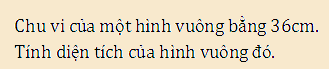 Chu vi của một hình vuông bằng 36cm.
Tính diện tích của hình vuông đó.